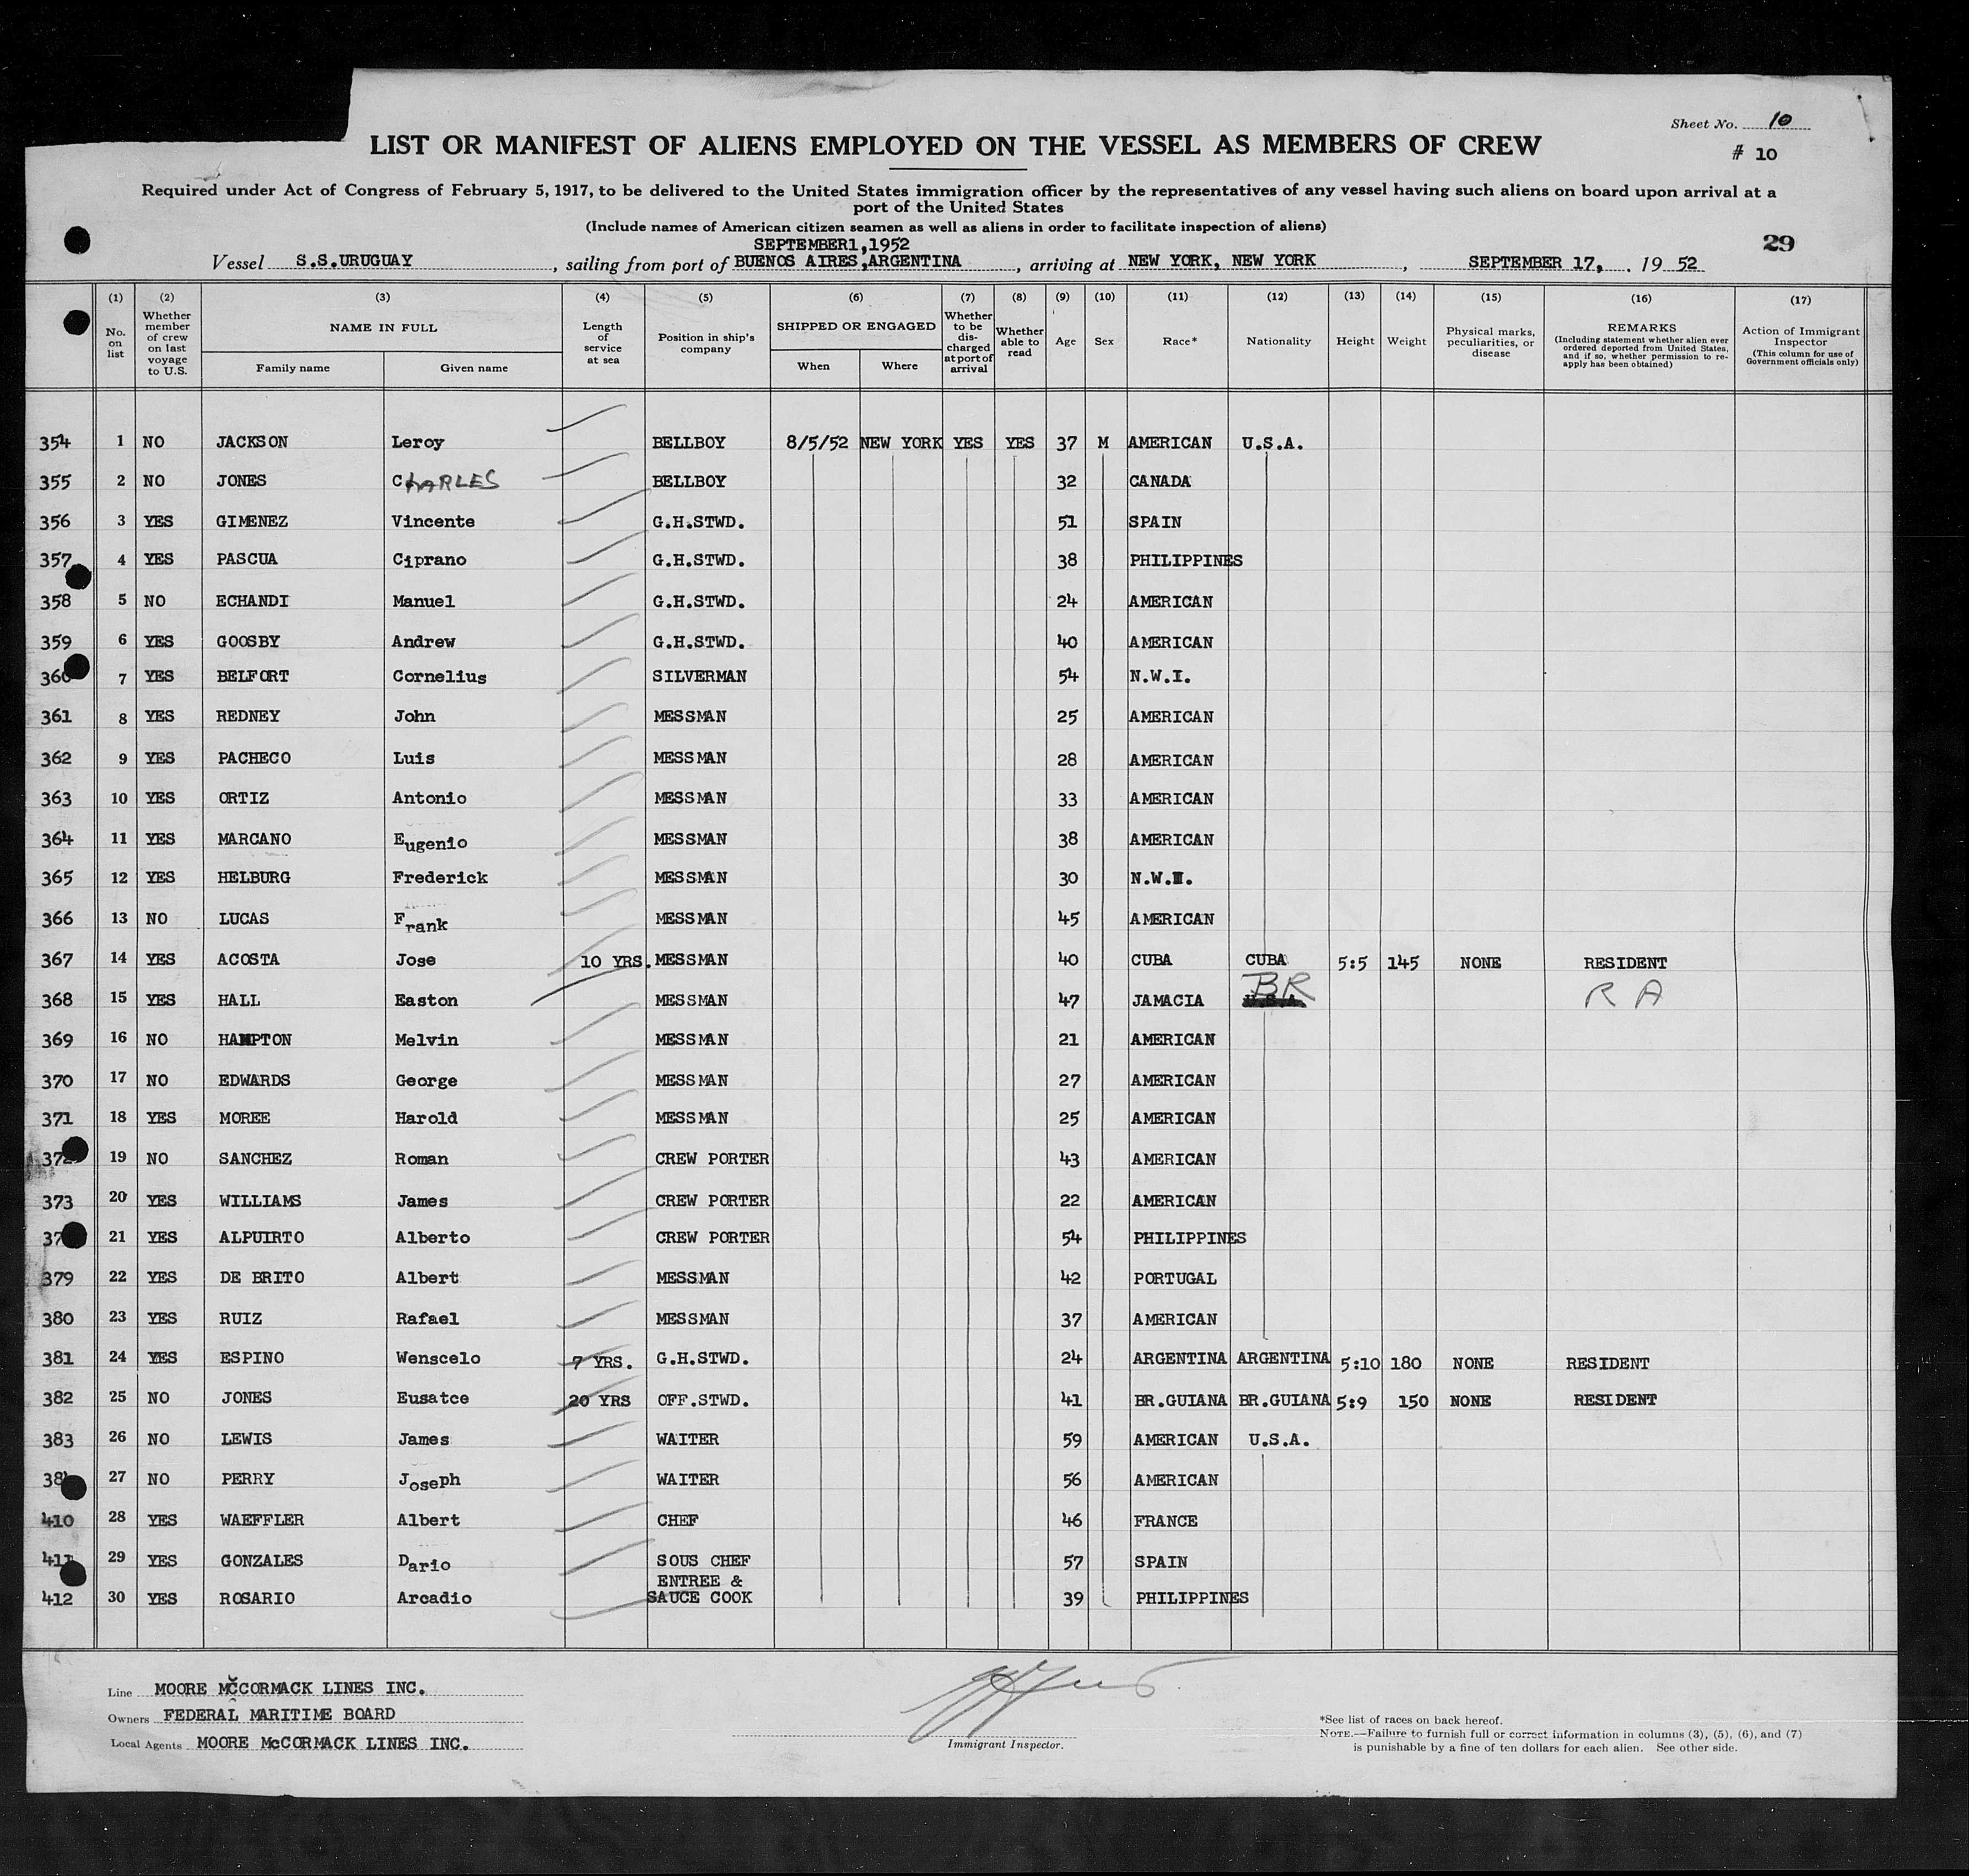 Sheet No. 10
LIST OR MANIFEST OF ALIENS EMPLOYED ON THE VESSEL AS MEMBERS OF CREW
# 10
Required under Act of Congress of February 5, 1917, to be delivered to the United States immigration officer by the representatives of any vessel having such aliens on board upon arrival at a
port of the United States
(Include names of American citizen seamen as well as aliens in order to facilitate inspection of aliens)
29
SEPTEMBER1,1952
Vessel S.S.URUGUAY, sailing from port of BUENOS AIRES,ARGENTINA, arriving at NEW YORK, NEW YORK, SEPTEMBER 17, 19 52
(1) No. on list
(2) Whether member of crew on last voyage to U.S.
(3) NAME IN FULL
Family name Given name
(4) Length of service at sea
(5) Position in ship's company
(6) SHIPPED OR ENGAGED
When Where
(7) Whether to be discharged at port of arrival
(8) Whether able to read
(9) Age
(10) Sex
(11) Race*
(12) Nationality
(13) Height
(14) Weight
(15) Physical marks, peculiarities, or disease
(16) REMARKS (Including statement whether alien ever ordered deported from United States, and if so, whether permission to re-apply has been obtained)
(17) Action of Immigrant Inspector (This column for use of Government officials only)
354 1 NO JACKSON Leroy BELLBOY 8/5/52 NEW YORK YES YES 37 M AMERICAN U.S.A.
355 2 NO JONES CHARLES BELLBOY 32 CANADA
356 3 YES GIMENEZ Vincente G.H.STWD. 51 SPAIN
357 4 YES PASCUA Ciprano G.H.STWD. 38 PHILIPPINES
358 5 NO ECHANDI Manuel G.H.STWD. 24 AMERICAN
359 6 YES GOOSBY Andrew G.H.STWD. 40 AMERICAN
360 7 YES BELFORT Cornelius SILVERMAN 54 N.W.I.
361 8 YES REDNEY John MESSMAN 25 AMERICAN
362 9 YES PACHECO Luis MESSMAN 28 AMERICAN
363 10 YES ORTIZ Antonio MESSMAN 33 AMERICAN
364 11 YES MARCANO Eugenio MESSMAN 38 AMERICAN
365 12 YES HELBURG Frederick MESSMAN 30 N.W.I.
366 13 NO LUCAS Frank MESSMAN 45 AMERICAN
367 14 YES ACOSTA Jose 10 YRS. MESSMAN 40 CUBA CUBA 5:5 145 NONE RESIDENT
368 15 YES HALL Easton MESSMAN 47 JAMACIA U.S.A. BR R A
369 16 NO HAMPTON Melvin MESSMAN 21 AMERICAN
370 17 NO EDWARDS George MESSMAN 27 AMERICAN
371 18 YES MOREE Harold MESSMAN 25 AMERICAN
372 19 NO SANCHEZ Roman CREW PORTER 43 AMERICAN
373 20 YES WILLIAMS James CREW PORTER 22 AMERICAN
37 21 YES ALPUIRTO Alberto CREW PORTER 54 PHILIPPINES
379 22 YES DE BRITO Albert MESSMAN 42 PORTUGAL
380 23 YES RUIZ Rafael MESSMAN 37 AMERICAN
381 24 YES ESPINO Wenscelo 7 YRS. G.H.STWD. 24 ARGENTINA ARGENTINA 5:10 180 NONE RESIDENT
382 25 NO JONES Eusatce 20 YRS OFF.STWD. 41 BR.GUIANA BR.GUIANA 5:9 150 NONE RESIDENT
383 26 NO LEWIS James WAITER 59 AMERICAN U.S.A.
38 27 NO PERRY Joseph WAITER 56 AMERICAN
410 28 YES WAEFFLER Albert CHEF 46 FRANCE
411 29 YES GONZALES Dario SOUS CHEF 57 SPAIN
412 30 YES ROSARIO Arcadio ENTREE & SAUCE COOK 39 PHILIPPINES
Line MOORE McCORMACK LINES INC.
Owners FEDERAL MARITIME BOARD
Local Agents MOORE McCORMACK LINES INC.
Immigrant Inspector.
*See list of races on back hereof.
NOTE.—Failure to furnish full or correct information in columns (3), (5), (6), and (7)
is punishable by a fine of ten dollars for each alien. See other side.